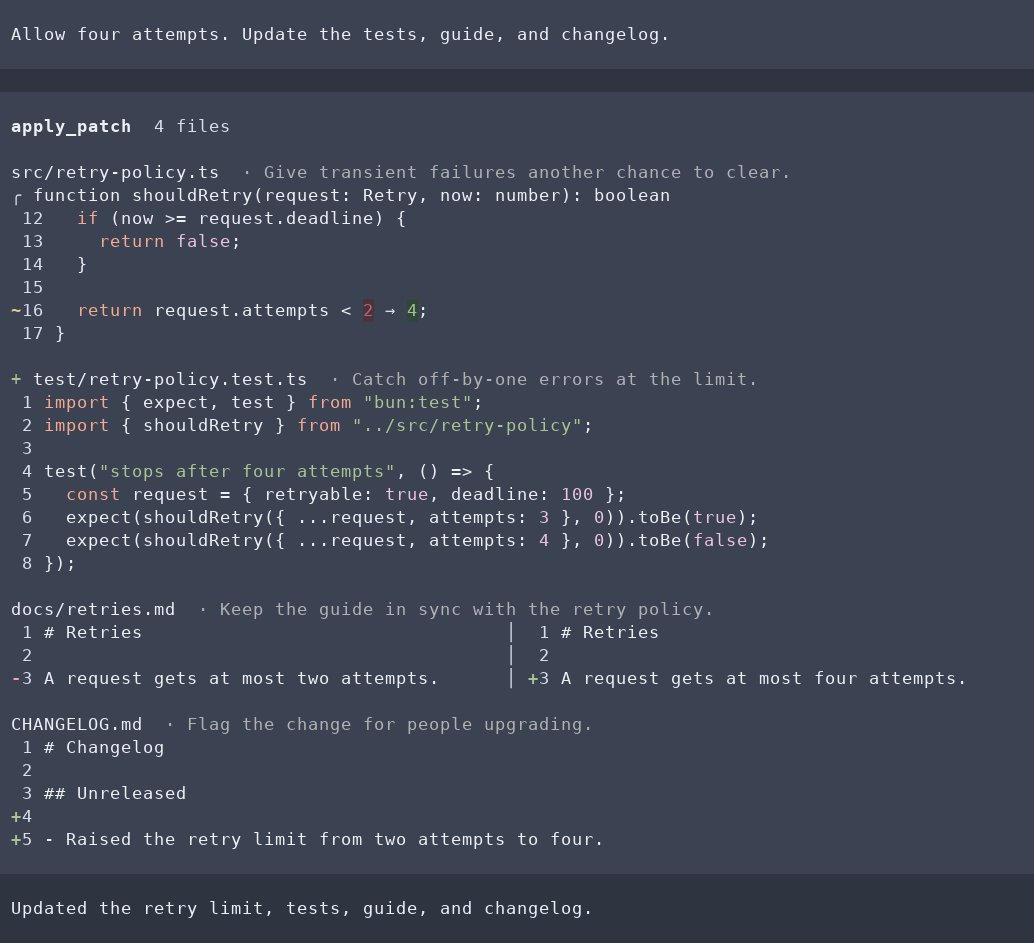 Allow four attempts. Update the tests, guide, and changelog.
apply_patch  4 files
src/retry-policy.ts  · Give transient failures another chance to clear.
╭ function shouldRetry(request: Retry, now: number): boolean
 12   if (now >= request.deadline) {
 13     return false;
 14   }
 15
~16   return request.attempts < 2 → 4;
 17 }
+ test/retry-policy.test.ts  · Catch off-by-one errors at the limit.
 1 import { expect, test } from "bun:test";
 2 import { shouldRetry } from "../src/retry-policy";
 3
 4 test("stops after four attempts", () => {
 5   const request = { retryable: true, deadline: 100 };
 6   expect(shouldRetry({ ...request, attempts: 3 }, 0)).toBe(true);
 7   expect(shouldRetry({ ...request, attempts: 4 }, 0)).toBe(false);
 8 });
docs/retries.md  · Keep the guide in sync with the retry policy.
 1 # Retries                                 │  1 # Retries
 2                                           │  2
-3 A request gets at most two attempts.      │ +3 A request gets at most four attempts.
CHANGELOG.md  · Flag the change for people upgrading.
 1 # Changelog
 2
 3 ## Unreleased
+4
+5 - Raised the retry limit from two attempts to four.
Updated the retry limit, tests, guide, and changelog.